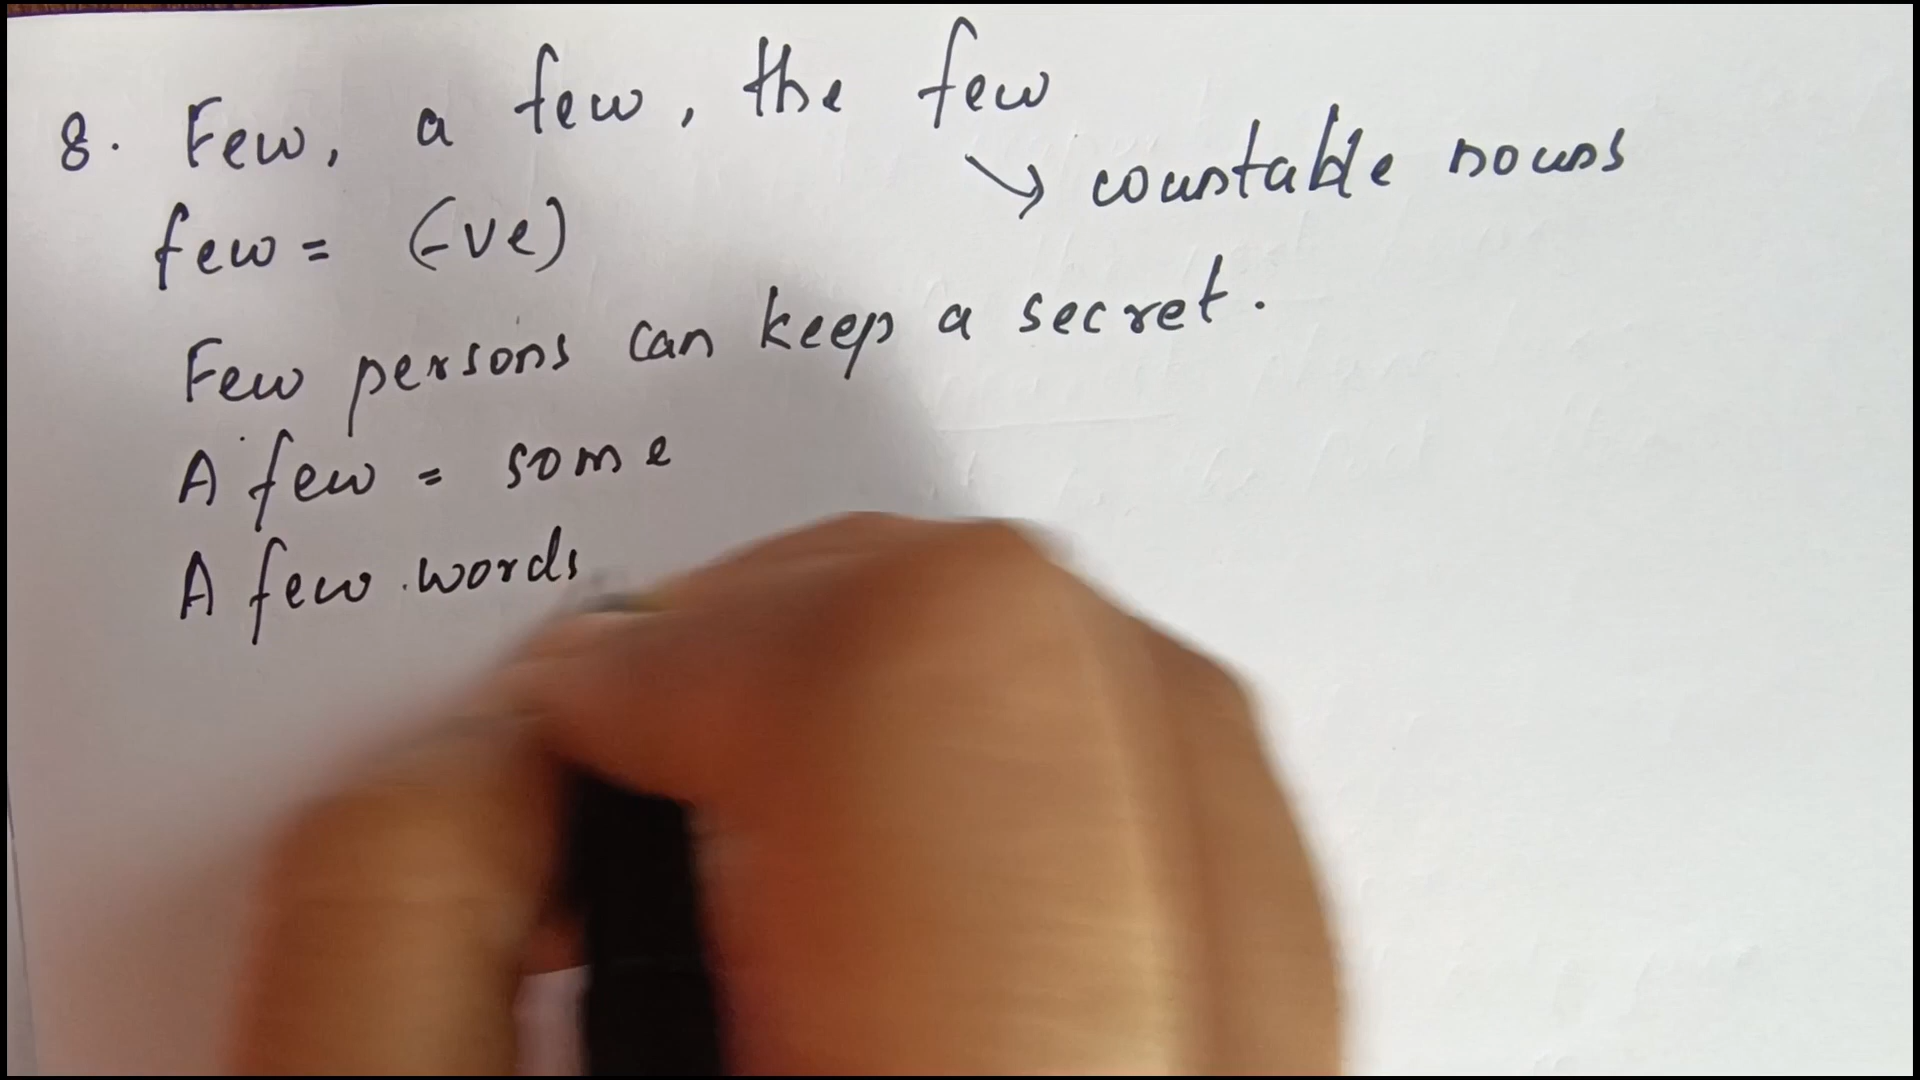 8. Few, a few, the few
→ countable nouns
few = (-ve)
Few persons can keep a secret.
A few = some
A few words